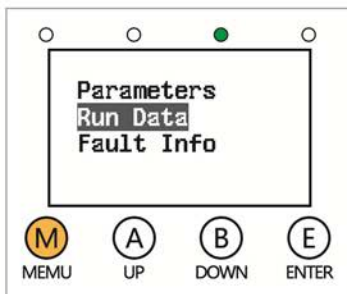 Parameters
Run Data
Fault Info
M A B E
MEMU UP DOWN ENTER